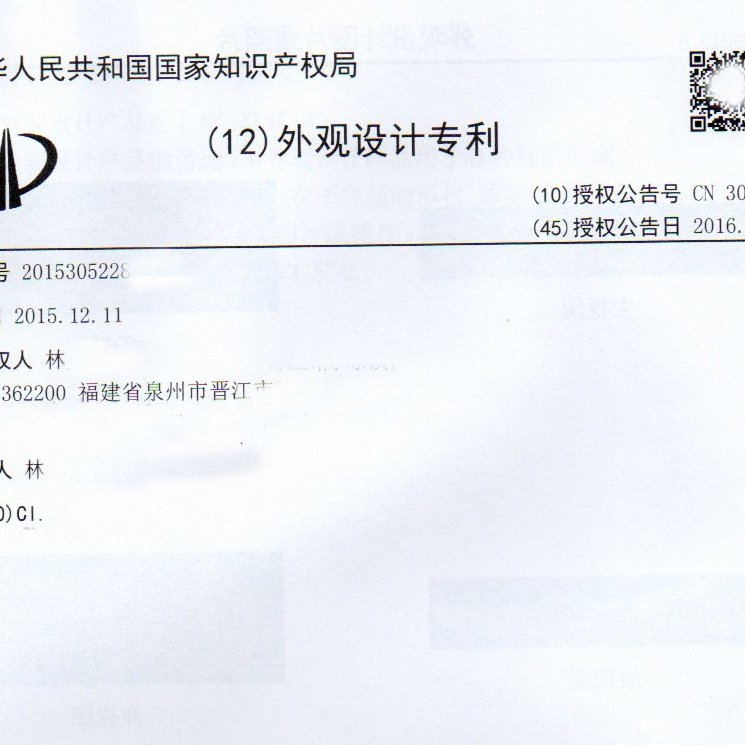 人民共和国国家知识产权局
(12)外观设计专利
(10)授权公告号 CN 30
(45)授权公告日 2016.
号 2015305228
2015.12.11
权人 林
362200 福建省泉州市晋江市
人 林
)Cl.